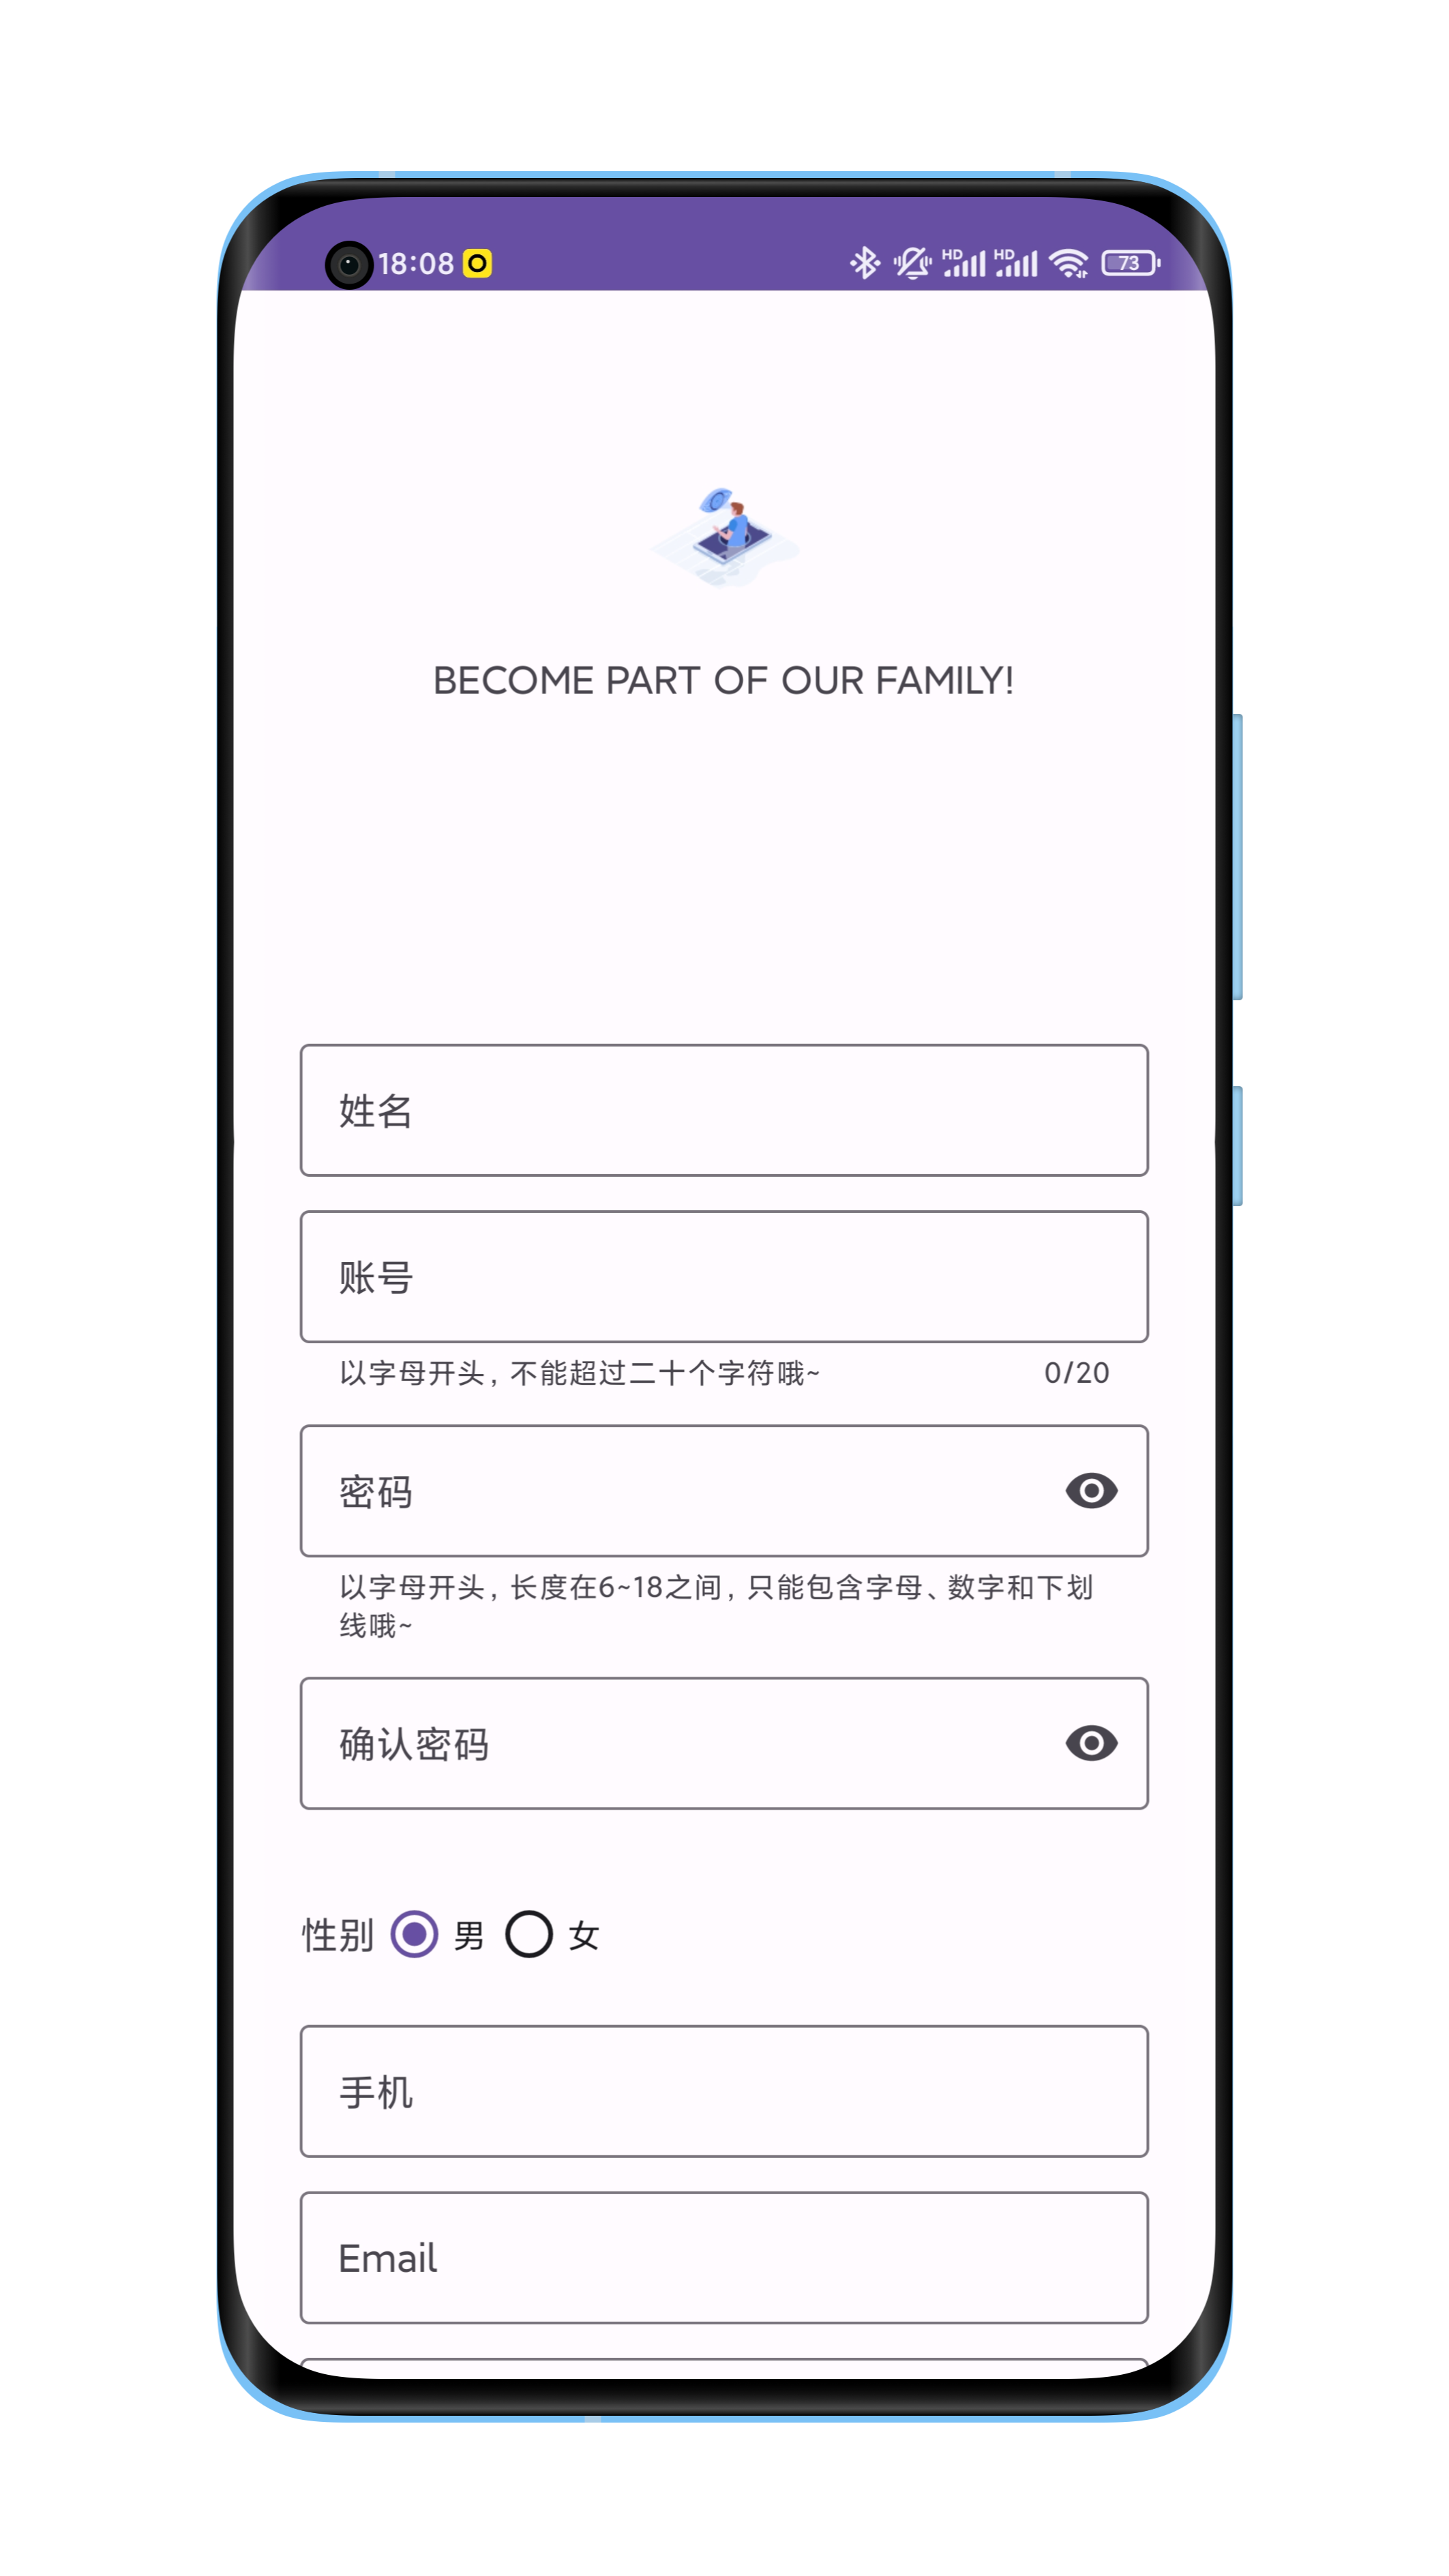 18:08
HD HD 73
BECOME PART OF OUR FAMILY!
姓名
账号
以字母开头,不能超过二十个字符哦~ 0/20
密码
以字母开头,长度在6~18之间,只能包含字母、数字和下划
线哦~
确认密码
性别 男 女
手机
Email